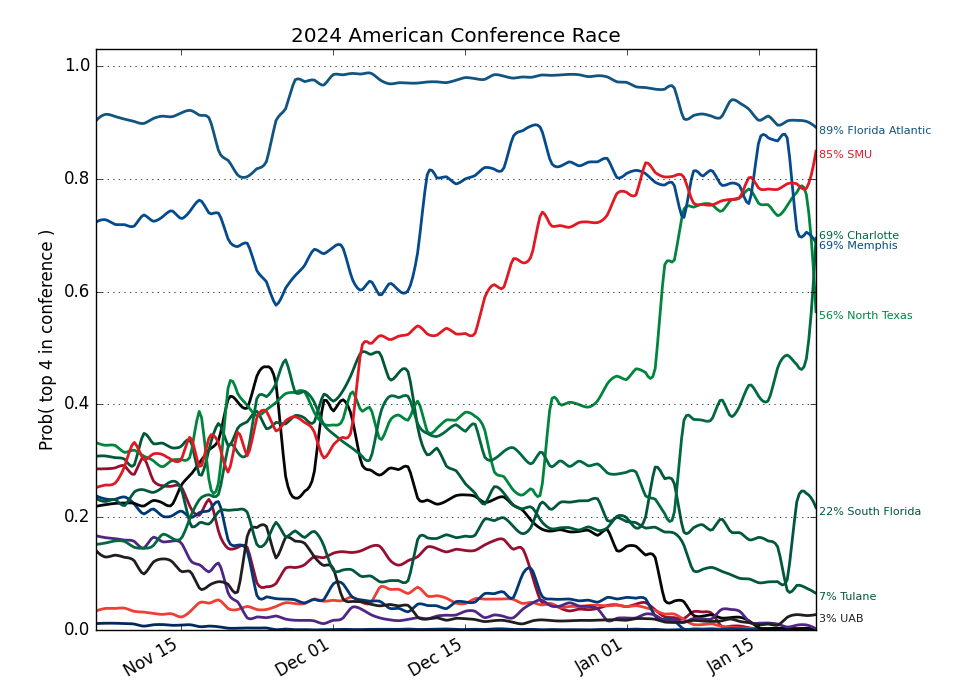 2024 American Conference Race
1.0
0.8
0.6
0.4
0.2
0.0
Prob( top 4 in conference )
Nov 15
Dec 01
Dec 15
Jan 01
Jan 15
89% Florida Atlantic
85% SMU
69% Charlotte
69% Memphis
56% North Texas
22% South Florida
7% Tulane
3% UAB